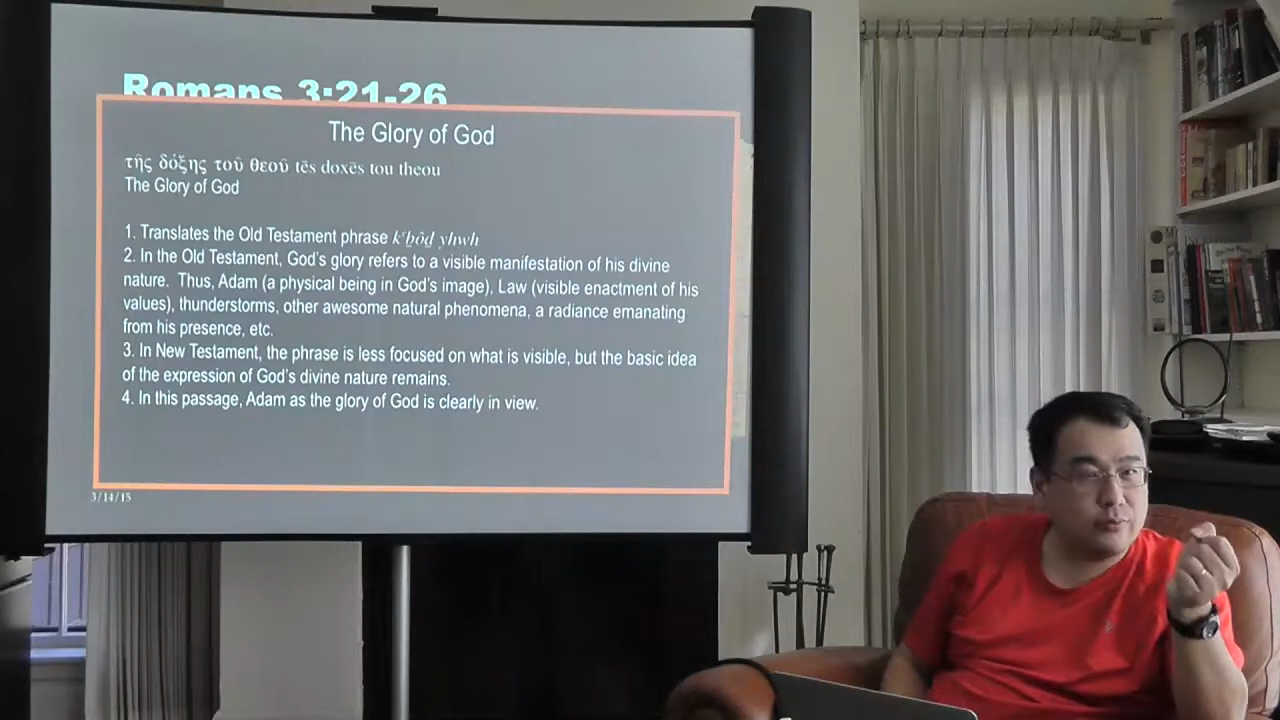 Romans 3:21-26
The Glory of God
τῆς δόξης τοῦ θεοῦ tēs doxēs tou theou
The Glory of God
1. Translates the Old Testament phrase kᵉḇôḏ yhwh
2. In the Old Testament, God's glory refers to a visible manifestation of his divine
nature. Thus, Adam (a physical being in God's image), Law (visible enactment of his
values), thunderstorms, other awesome natural phenomena, a radiance emanating
from his presence, etc.
3. In New Testament, the phrase is less focused on what is visible, but the basic idea
of the expression of God's divine nature remains.
4. In this passage, Adam as the glory of God is clearly in view.
3/14/15